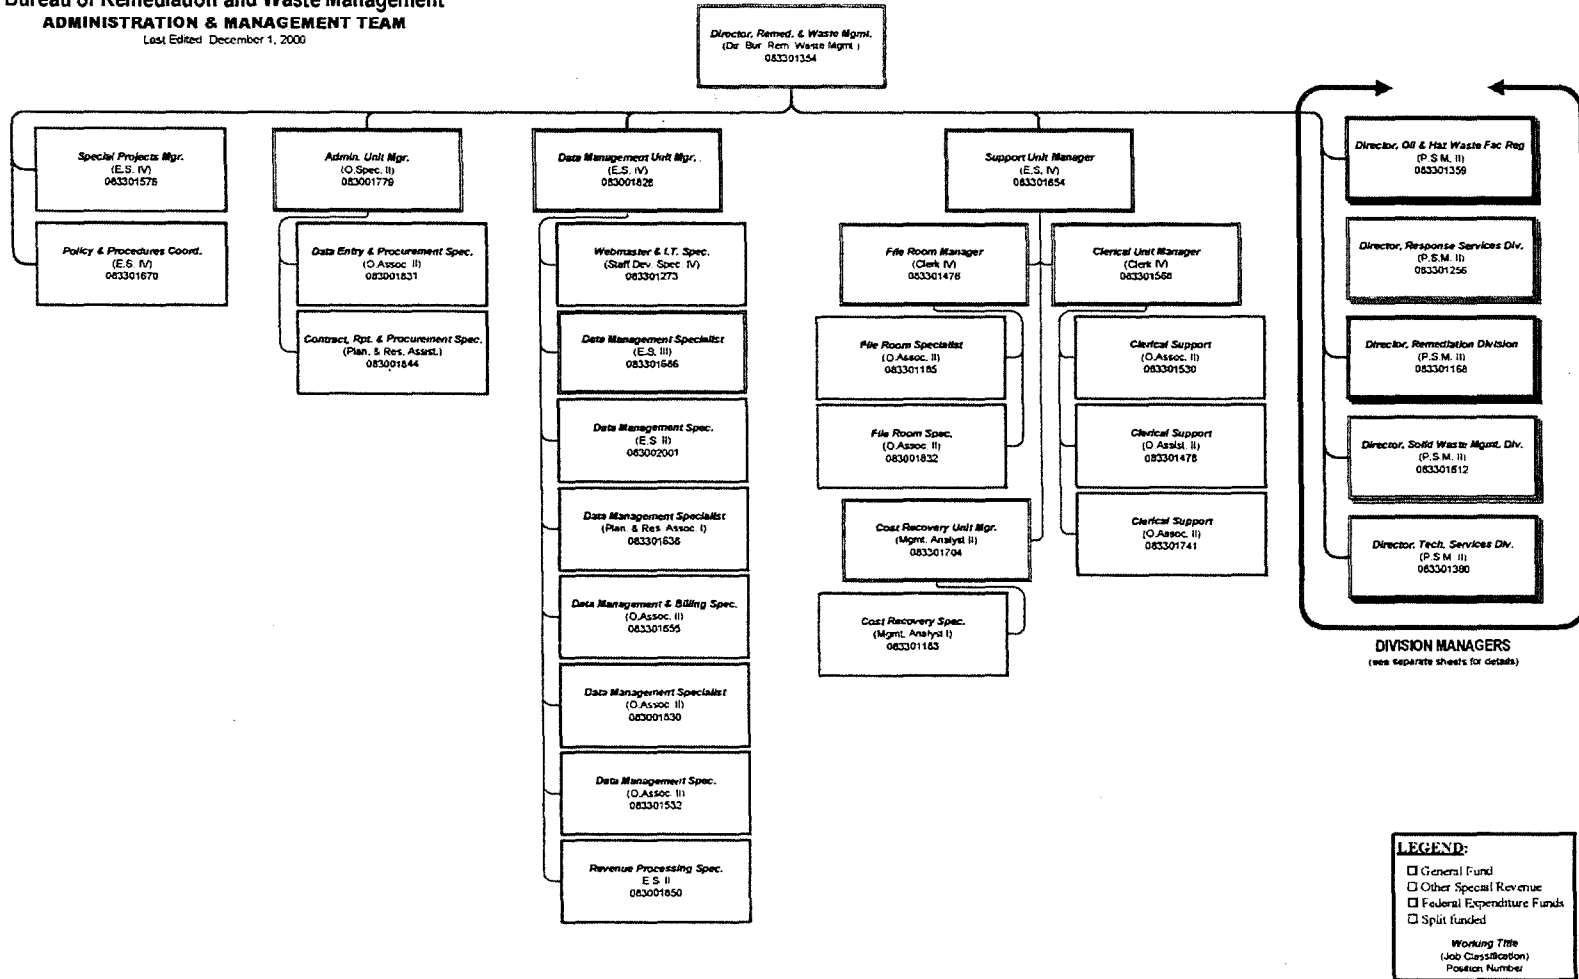 Bureau of Remediation and Waste Management
ADMINISTRATION & MANAGEMENT TEAM
Last Edited December 1, 2000
Director, Remed. & Waste Mgmt.
(Dir. Bur. Rem. Waste Mgmt.)
083301354
Special Projects Mgr.
(E.S. IV)
083301576
Policy & Procedures Coord.
(E.S. IV)
083301670
Admin. Unit Mgr.
(O.Spec. II)
083001779
Data Entry & Procurement Spec.
(O.Assoc II)
083001831
Contract, Rpt. & Procurement Spec.
(Plan. & Res. Assist.)
083001844
Data Management Unit Mgr.
(E.S. IV)
083001828
Webmaster & I.T. Spec.
(Staff Dev. Spec. IV)
083301273
Data Management Specialist
(E.S. III)
083301686
Data Management Spec.
(E.S. II)
083002001
Data Management Specialist
(Plan. & Res. Assoc. I)
083301636
Data Management & Billing Spec.
(O.Assoc. II)
083301655
Data Management Specialist
(O.Assoc. II)
083001830
Data Management Spec.
(O.Assoc. II)
083301532
Revenue Processing Spec.
E.S. II
083001850
Support Unit Manager
(E.S. IV)
083301654
File Room Manager
(Clerk IV)
083301476
File Room Specialist
(O.Assoc. II)
083301185
File Room Spec.
(O.Assoc. II)
083001832
Cost Recovery Unit Mgr.
(Mgmt. Analyst II)
083301704
Cost Recovery Spec.
(Mgmt. Analyst I)
083301183
Clerical Unit Manager
(Clerk IV)
083301568
Clerical Support
(O.Assoc. II)
083301530
Clerical Support
(O.Assist. II)
083301478
Clerical Support
(O.Assoc. II)
083301741
Director, Oil & Haz Waste Fac Reg
(P.S.M. II)
083301359
Director, Response Services Div.
(P.S.M. II)
083301256
Director, Remediation Division
(P.S.M. II)
083301168
Director, Solid Waste Mgmt. Div.
(P.S.M. II)
083301612
Director, Tech. Services Div.
(P.S.M. II)
083301380
DIVISION MANAGERS
(see separate sheets for details)
LEGEND:
General Fund
Other Special Revenue
Federal Expenditure Funds
Split funded
Working Title
(Job Classification)
Position Number